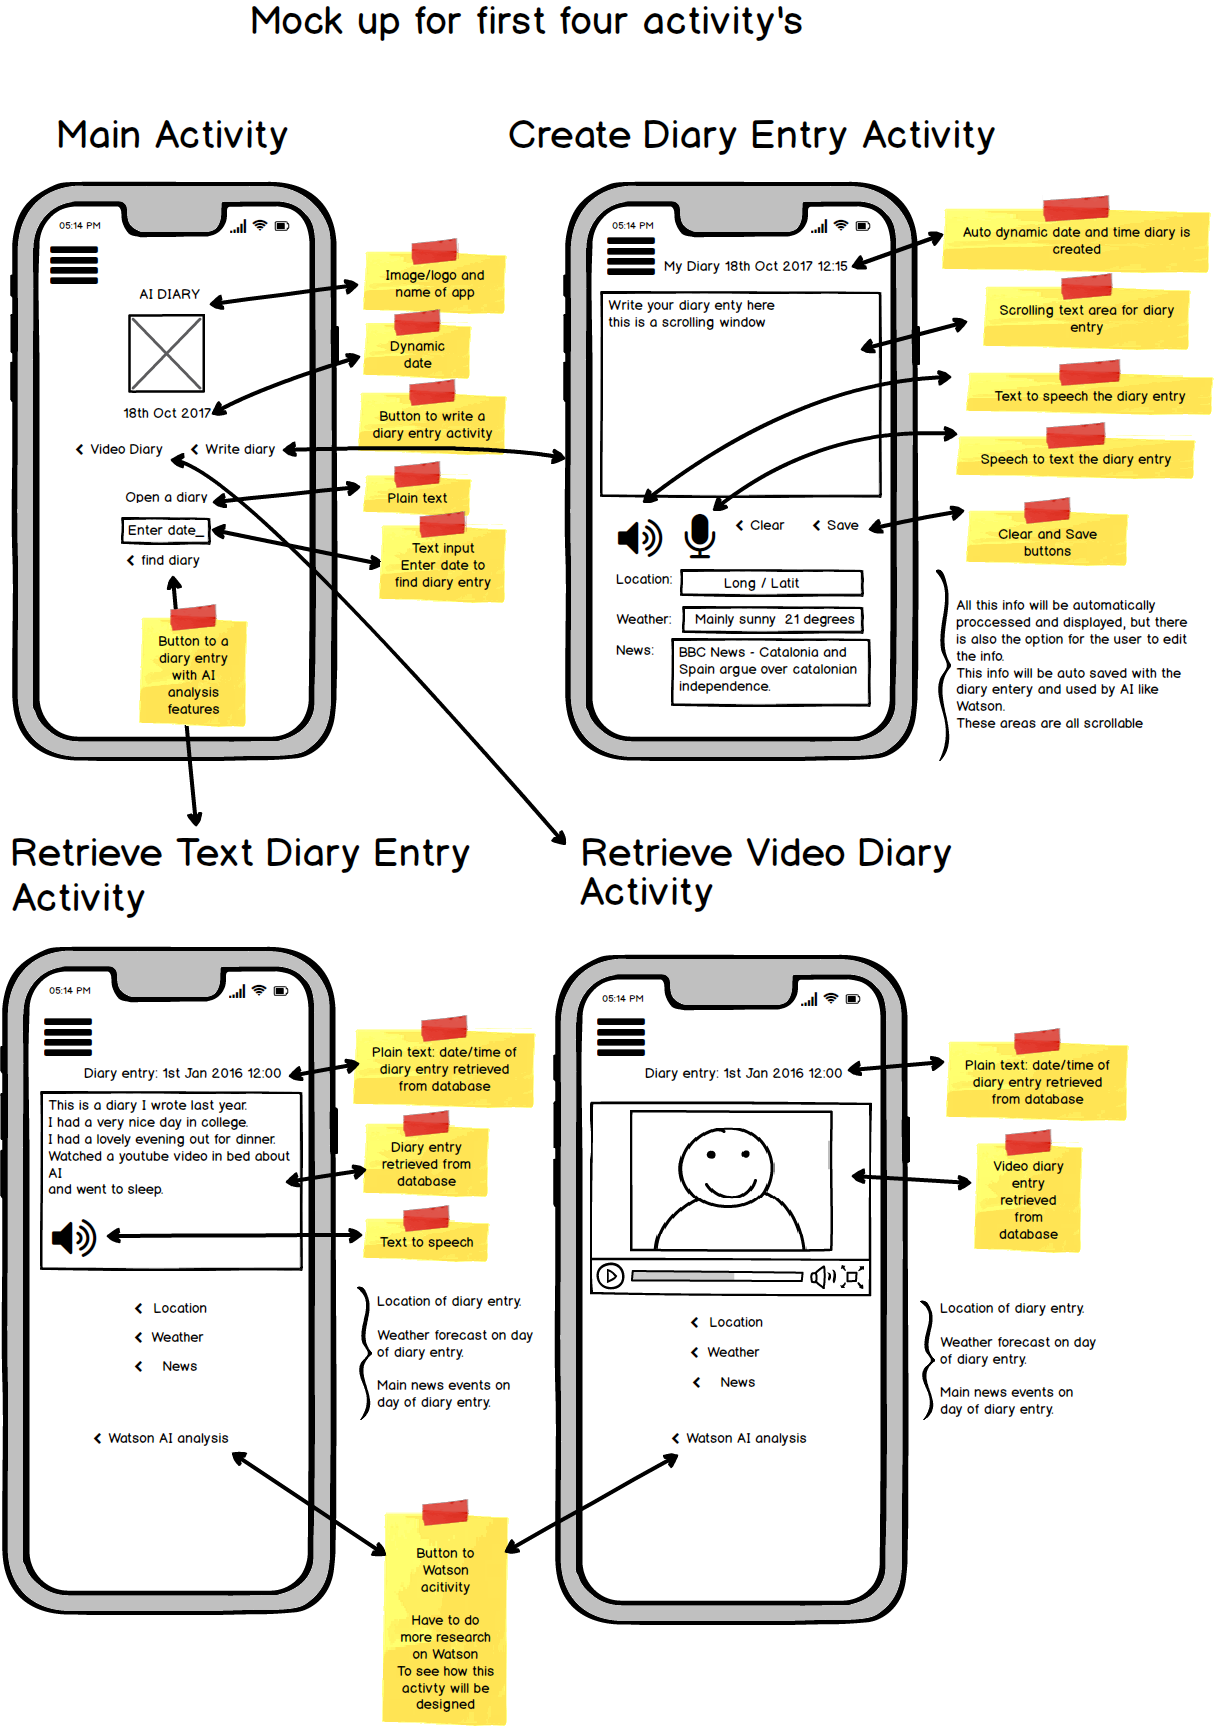 Mock up for first four activity's
Main Activity
05:14 PM
AI DIARY
18th Oct 2017
Video Diary
Write diary
Open a diary
Enter date_
find diary
Image/logo and
name of app
Dynamic
date
Button to write a
diary entry activity
Plain text
Text input
Enter date to
find diary entry
Button to a
diary entry
with AI
analysis
features
Create Diary Entry Activity
05:14 PM
My Diary 18th Oct 2017 12:15
Write your diary enty here
this is a scrolling window
Clear
Save
Location:
Long / Latit
Weather:
Mainly sunny 21 degrees
News:
BBC News - Catalonia and
Spain argue over catalonian
independence.
Auto dynamic date and time diary is
created
Scrolling text area for diary
entry
Text to speech the diary entry
Speech to text the diary entry
Clear and Save
buttons
All this info will be automatically
proccessed and displayed, but there
is also the option for the user to edit
the info.
This info will be auto saved with the
diary entery and used by AI like
Watson.
These areas are all scrollable
Retrieve Text Diary Entry
Activity
05:14 PM
Diary entry: 1st Jan 2016 12:00
This is a diary I wrote last year.
I had a very nice day in college.
I had a lovely evening out for dinner.
Watched a youtube video in bed about
AI
and went to sleep.
Location
Weather
News
Watson AI analysis
Plain text: date/time of
diary entry retrieved
from database
Diary entry
retrieved from
database
Text to speech
Location of diary entry.
Weather forecast on day
of diary entry.
Main news events on
day of diary entry.
Button to
Watson
acitivity
Have to do
more research
on Watson
To see how this
activty will be
designed
Retrieve Video Diary
Activity
05:14 PM
Diary entry: 1st Jan 2016 12:00
Location
Weather
News
Watson AI analysis
Plain text: date/time of
diary entry retrieved
from database
Video diary
entry
retrieved
from
database
Location of diary entry.
Weather forecast on day
of diary entry.
Main news events on
day of diary entry.